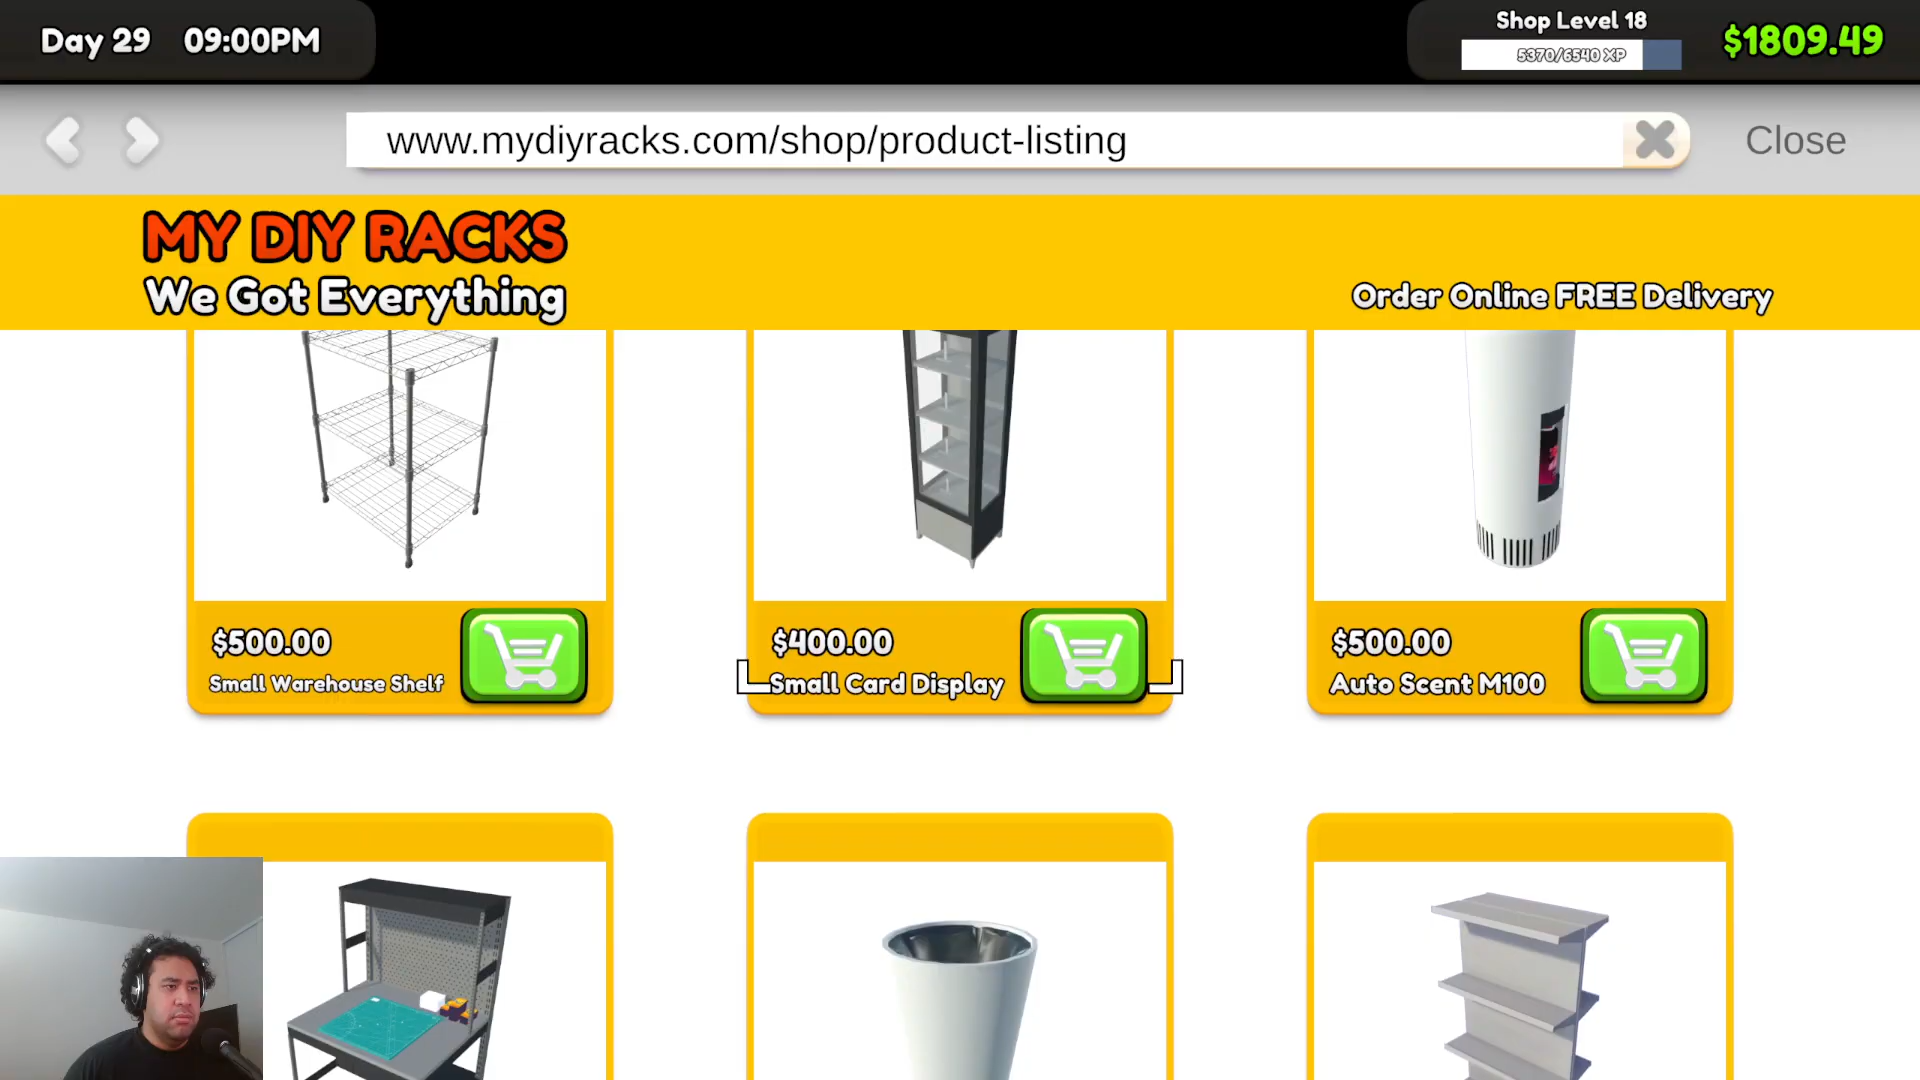 Day 29 09:00PM
Shop Level 18
5370/6540 XP
$1809.49
www.mydiyracks.com/shop/product-listing
Close
MY DIY RACKS
We Got Everything
Order Online FREE Delivery
$500.00
Small Warehouse Shelf
$400.00
Small Card Display
$500.00
Auto Scent M100